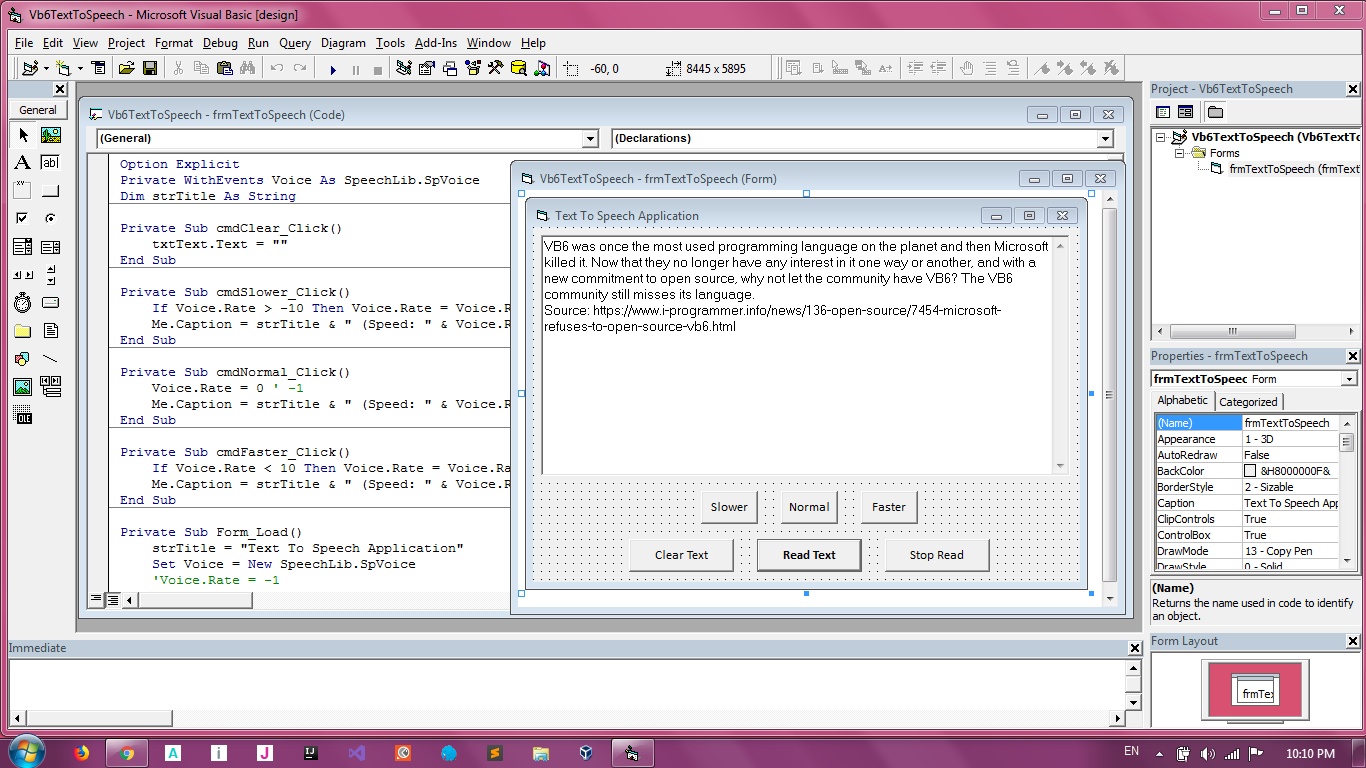 Vb6TextToSpeech - Microsoft Visual Basic [design]
File Edit View Project Format Debug Run Query Diagram Tools Add-Ins Window Help
-60, 0
8445 x 5895
General
Vb6TextToSpeech - frmTextToSpeech (Code)
(General)
(Declarations)
Option Explicit
Private WithEvents Voice As SpeechLib.SpVoice
Dim strTitle As String
Private Sub cmdClear_Click()
txtText.Text = ""
End Sub
Private Sub cmdSlower_Click()
If Voice.Rate > -10 Then Voice.Rate = Voice.Ra
Me.Caption = strTitle & " (Speed: " & Voice.R
End Sub
Private Sub cmdNormal_Click()
Voice.Rate = 0 ' -1
Me.Caption = strTitle & " (Speed: " & Voice.R
End Sub
Private Sub cmdFaster_Click()
If Voice.Rate < 10 Then Voice.Rate = Voice.Ra
Me.Caption = strTitle & " (Speed: " & Voice.R
End Sub
Private Sub Form_Load()
strTitle = "Text To Speech Application"
Set Voice = New SpeechLib.SpVoice
'Voice.Rate = -1
Vb6TextToSpeech - frmTextToSpeech (Form)
Text To Speech Application
VB6 was once the most used programming language on the planet and then Microsoft
killed it. Now that they no longer have any interest in it one way or another, and with a
new commitment to open source, why not let the community have VB6? The VB6
community still misses its language.
Source: https://www.i-programmer.info/news/136-open-source/7454-microsoft-
refuses-to-open-source-vb6.html
Slower Normal Faster
Clear Text Read Text Stop Read
Project - Vb6TextToSpeech
Vb6TextToSpeech (Vb6TextTo
Forms
frmTextToSpeech (frmText
Properties - frmTextToSpeech
frmTextToSpeec Form
Alphabetic Categorized
(Name) frmTextToSpeech
Appearance 1 - 3D
AutoRedraw False
BackColor &H8000000F&
BorderStyle 2 - Sizable
Caption Text To Speech App
ClipControls True
ControlBox True
DrawMode 13 - Copy Pen
DrawStyle 0 - Solid
(Name)
Returns the name used in code to identify
an object.
Form Layout
frmTe
Immediate
EN
10:10 PM